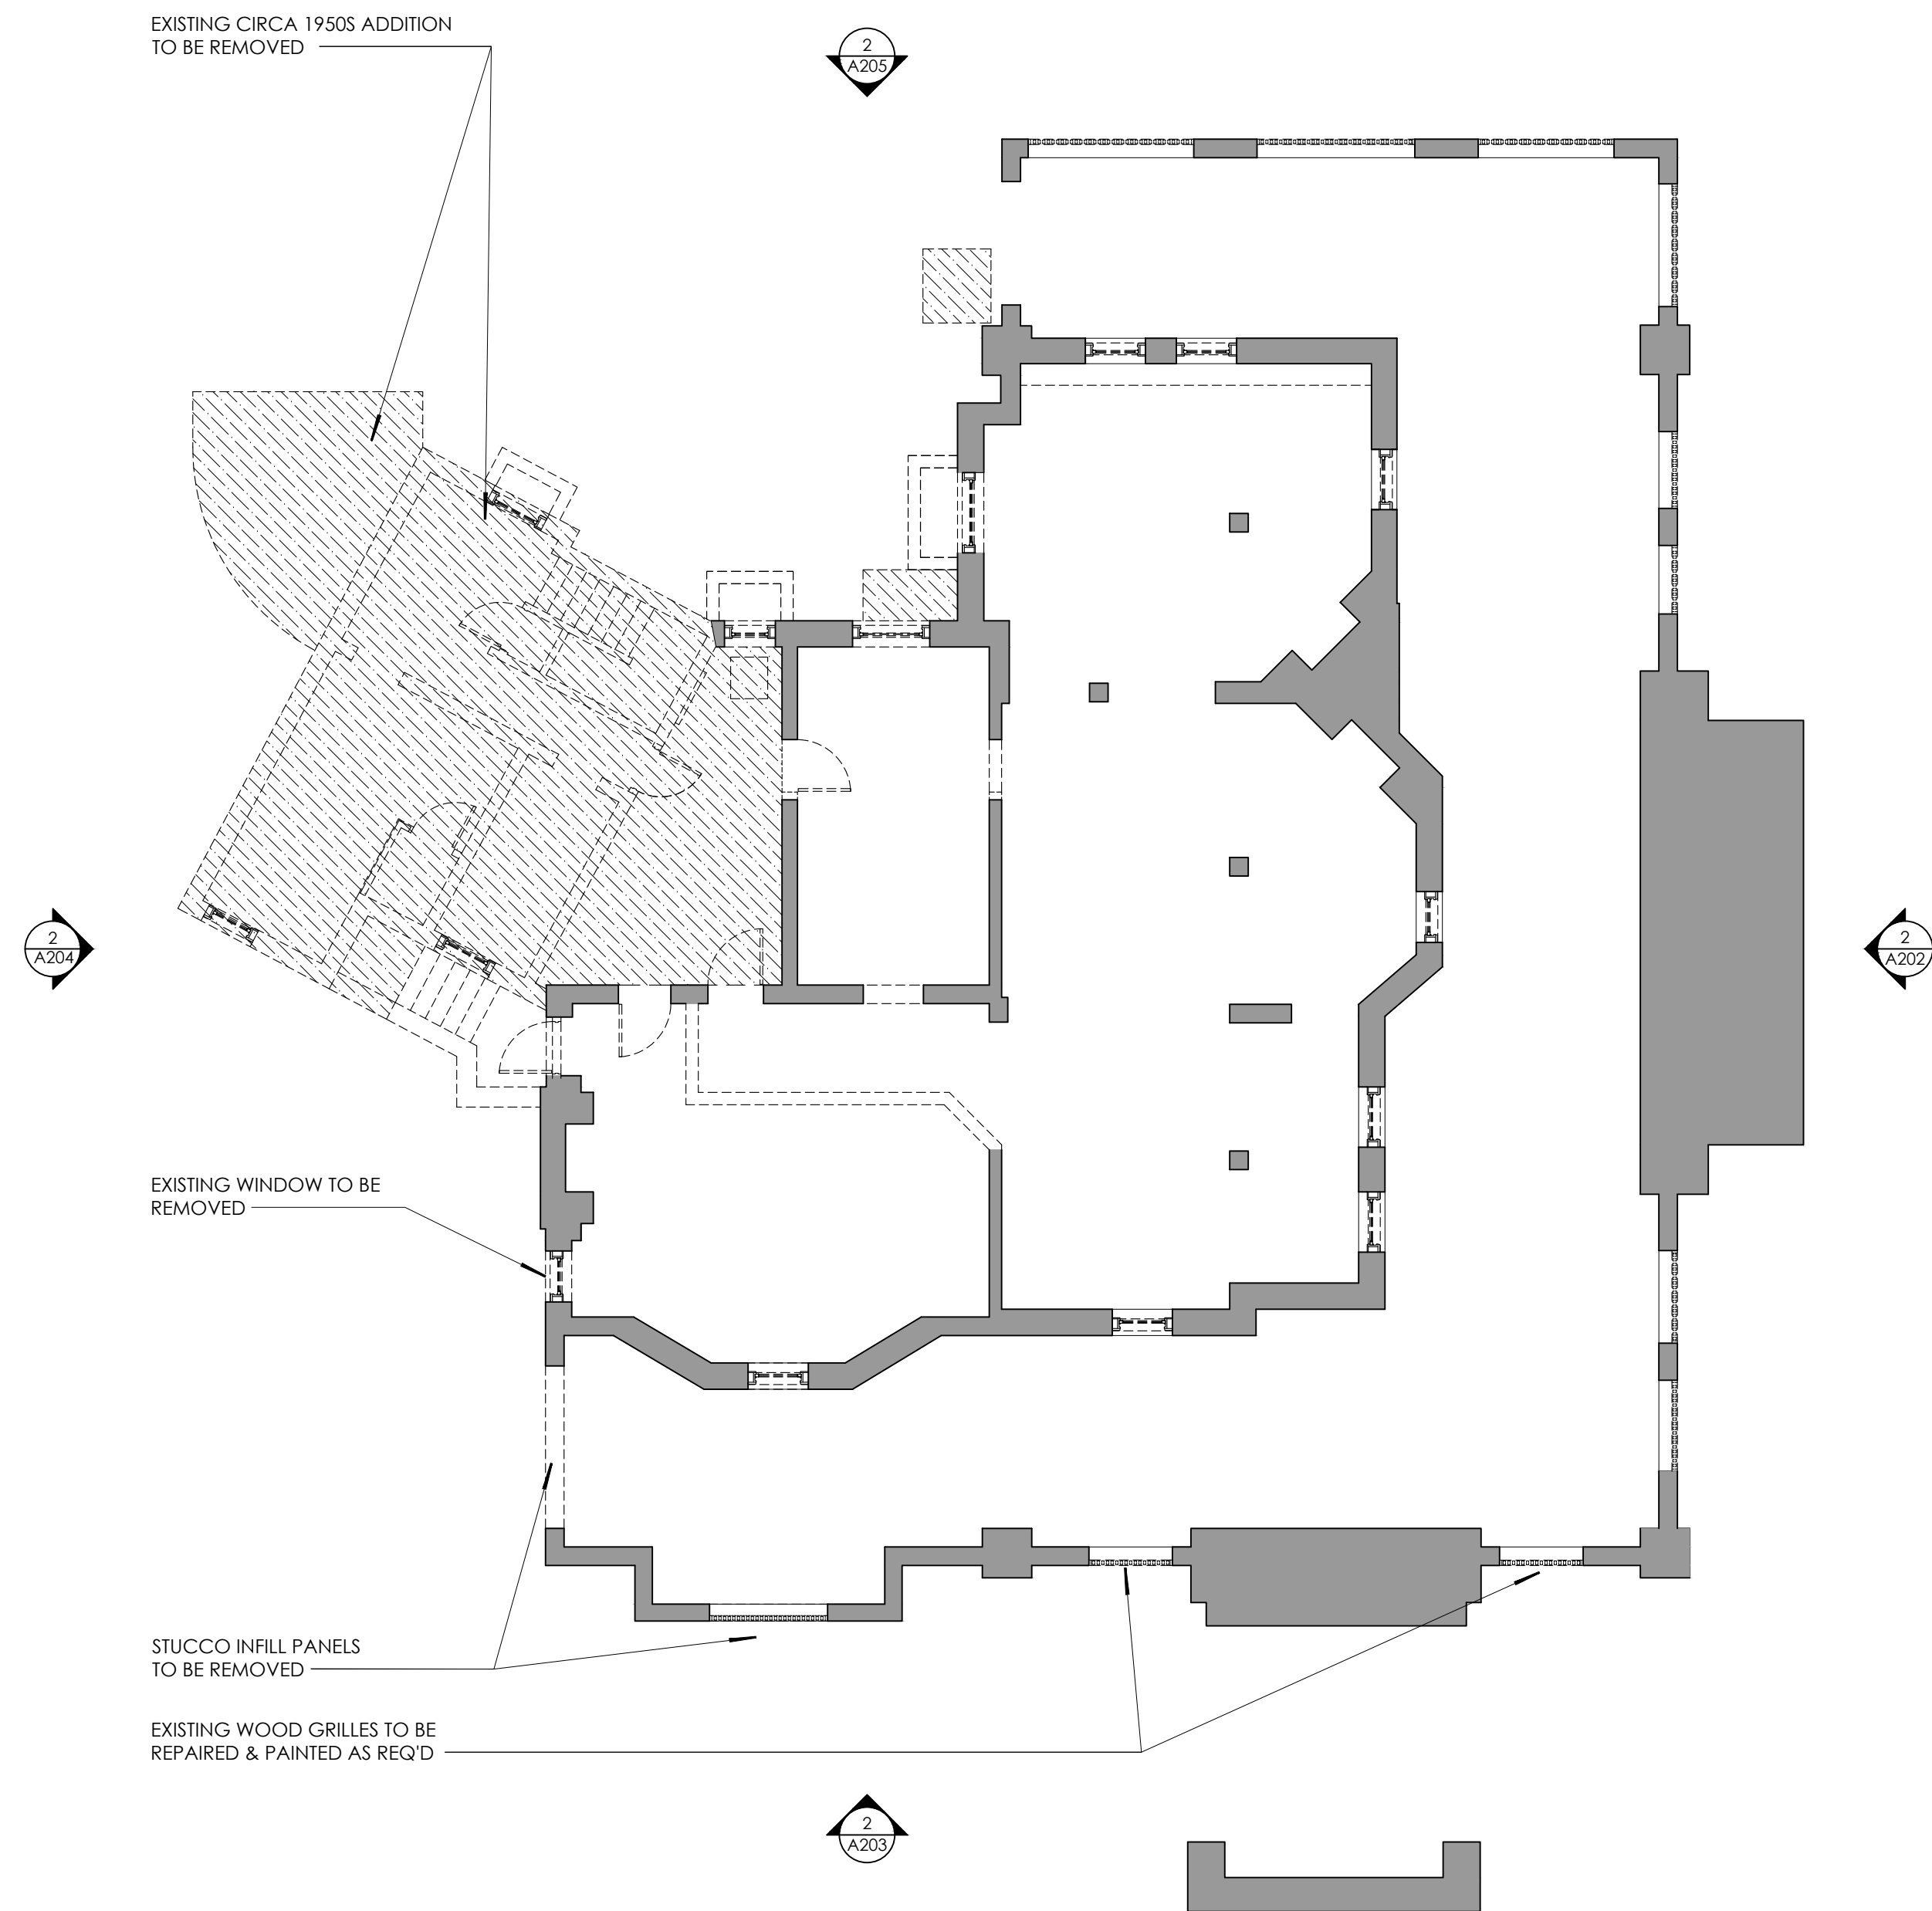 EXISTING CIRCA 1950S ADDITION
TO BE REMOVED
2
A205
2
A204
2
A202
EXISTING WINDOW TO BE
REMOVED
STUCCO INFILL PANELS
TO BE REMOVED
EXISTING WOOD GRILLES TO BE
REPAIRED & PAINTED AS REQ'D
2
A203